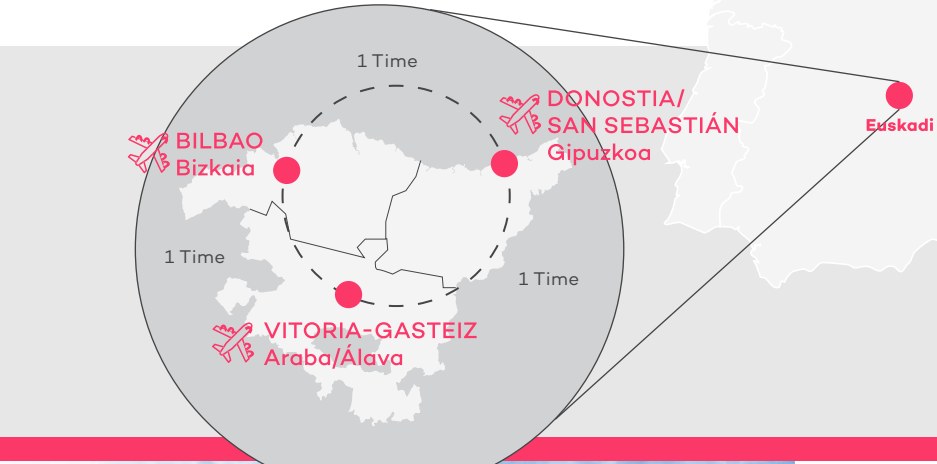 1 Time
DONOSTIA/
SAN SEBASTIÁN
Gipuzkoa
Euskadi
BILBAO
Bizkaia
1 Time
1 Time
VITORIA-GASTEIZ
Araba/Álava